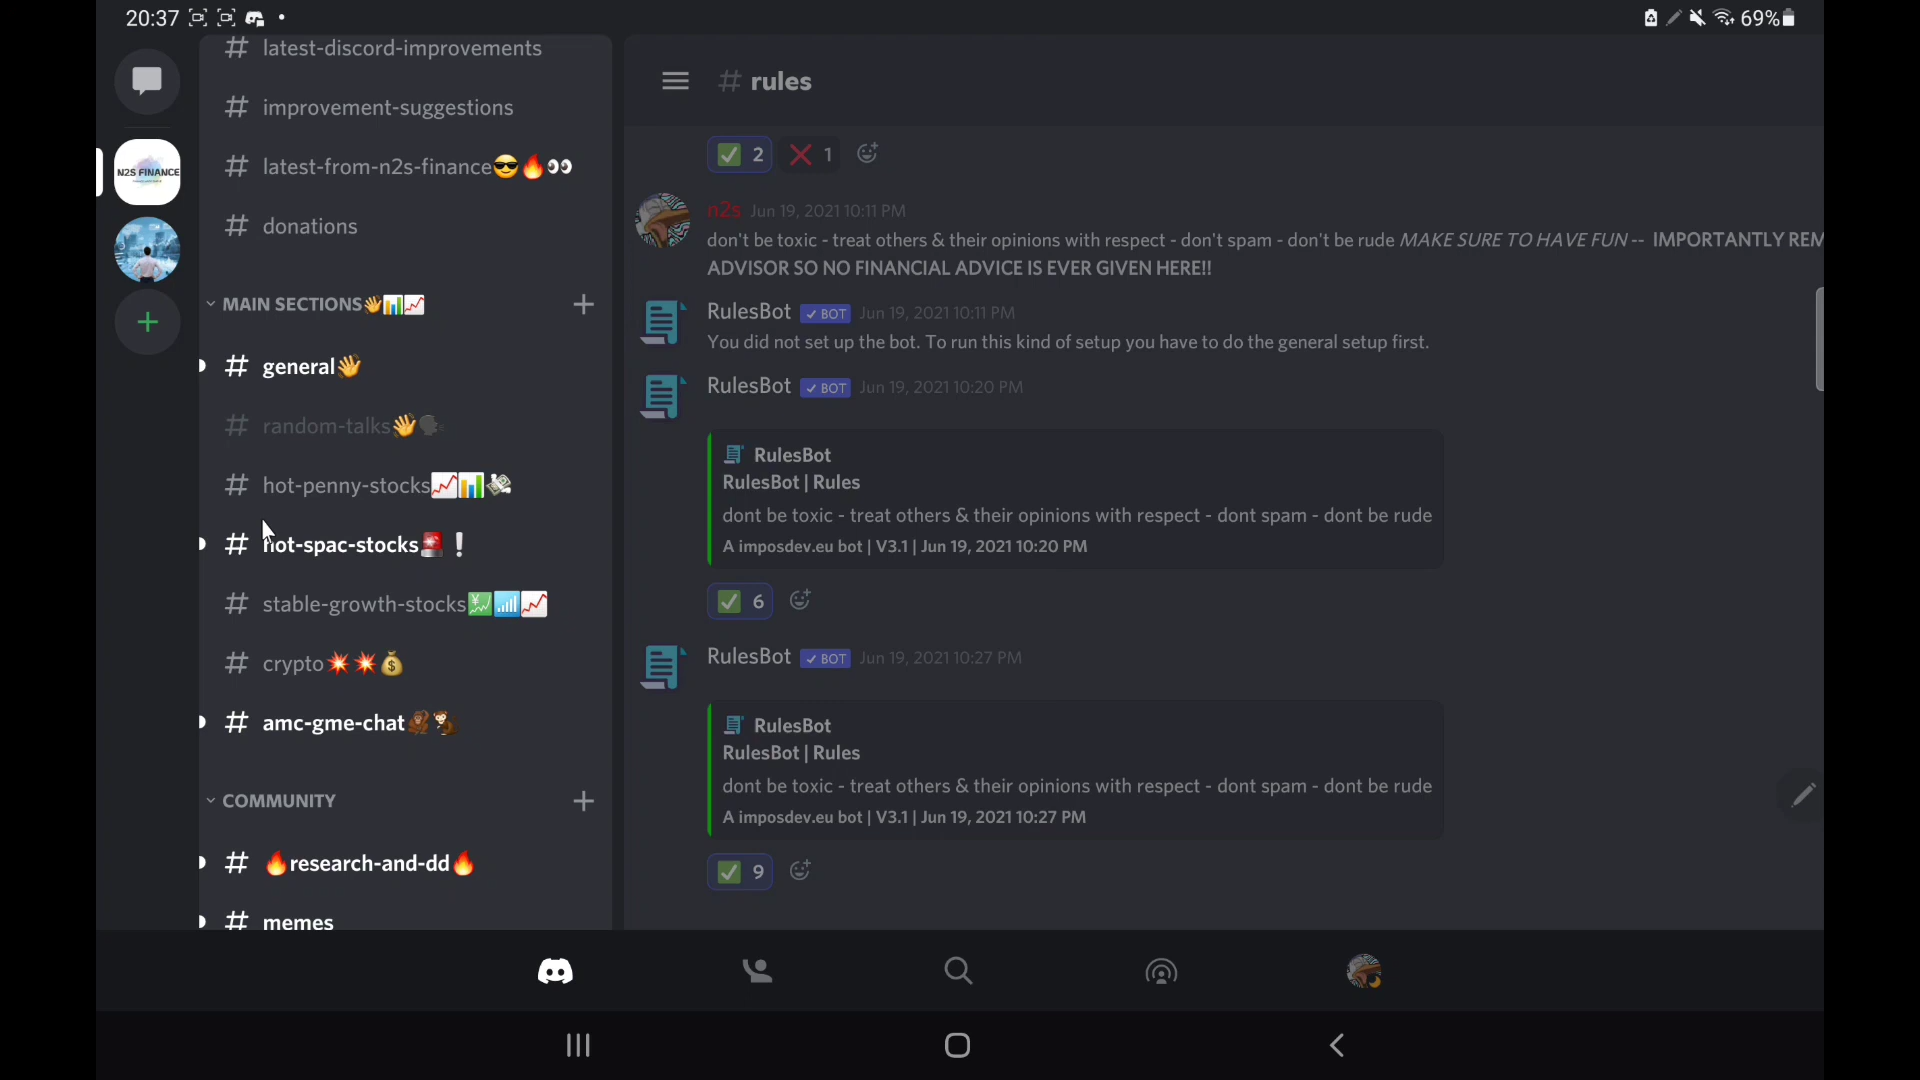 20:37
69%
# latest-discord-improvements
# improvement-suggestions
# latest-from-n2s-finance😎🔥👀
# donations
N2S FINANCE
MAIN SECTIONS👋📊📈
# general👋
# random-talks👋🗣
# hot-penny-stocks📈📊💸
# hot-spac-stocks🚨❕
# stable-growth-stocks💹📶📈
# crypto💥💥💰
# amc-gme-chat🦧🐒
COMMUNITY
# 🔥research-and-dd🔥
# memes
# rules
✅ 2 ❌ 1
n2s Jun 19, 2021 10:11 PM
don't be toxic - treat others & their opinions with respect - don't spam - don't be rude MAKE SURE TO HAVE FUN -- IMPORTANTLY REM
ADVISOR SO NO FINANCIAL ADVICE IS EVER GIVEN HERE!!
RulesBot ✓ BOT Jun 19, 2021 10:11 PM
You did not set up the bot. To run this kind of setup you have to do the general setup first.
RulesBot ✓ BOT Jun 19, 2021 10:20 PM
RulesBot
RulesBot | Rules
dont be toxic - treat others & their opinions with respect - dont spam - dont be rude
A imposdev.eu bot | V3.1 | Jun 19, 2021 10:20 PM
✅ 6
RulesBot ✓ BOT Jun 19, 2021 10:27 PM
RulesBot
RulesBot | Rules
dont be toxic - treat others & their opinions with respect - dont spam - dont be rude
A imposdev.eu bot | V3.1 | Jun 19, 2021 10:27 PM
✅ 9